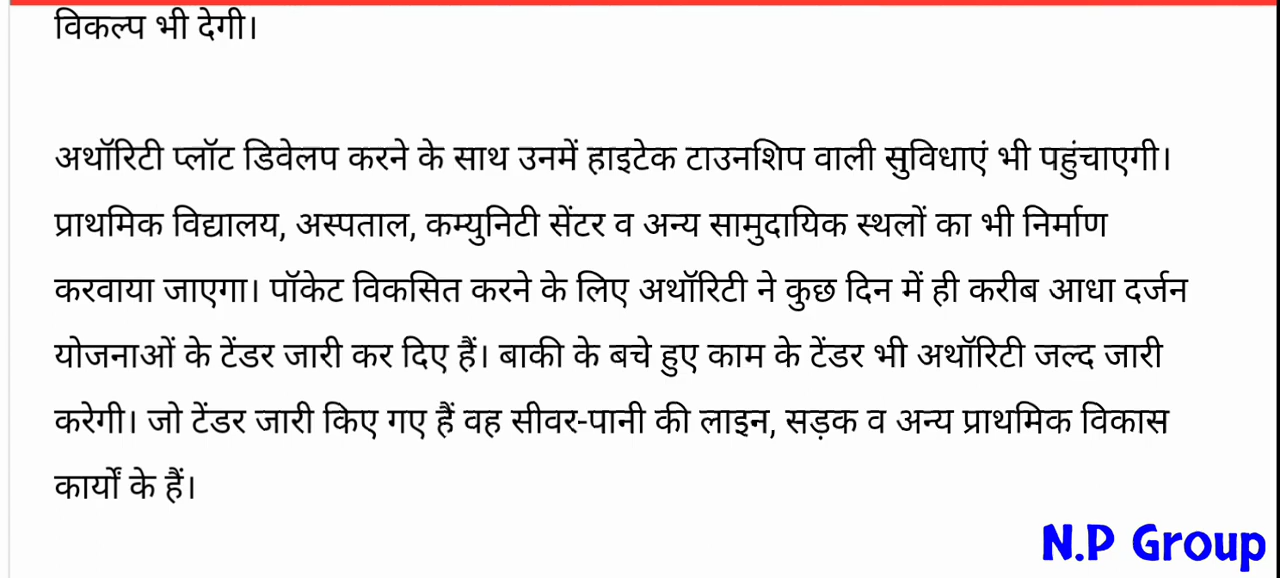 विकल्प भी देगी।
अथॉरिटी प्लॉट डिवेलप करने के साथ उनमें हाइटेक टाउनशिप वाली सुविधाएं भी पहुंचाएगी।
प्राथमिक विद्यालय, अस्पताल, कम्युनिटी सेंटर व अन्य सामुदायिक स्थलों का भी निर्माण
करवाया जाएगा। पॉकेट विकसित करने के लिए अथॉरिटी ने कुछ दिन में ही करीब आधा दर्जन
योजनाओं के टेंडर जारी कर दिए हैं। बाकी के बचे हुए काम के टेंडर भी अथॉरिटी जल्द जारी
करेगी। जो टेंडर जारी किए गए हैं वह सीवर-पानी की लाइन, सड़क व अन्य प्राथमिक विकास
कार्यों के हैं।
N.P Group